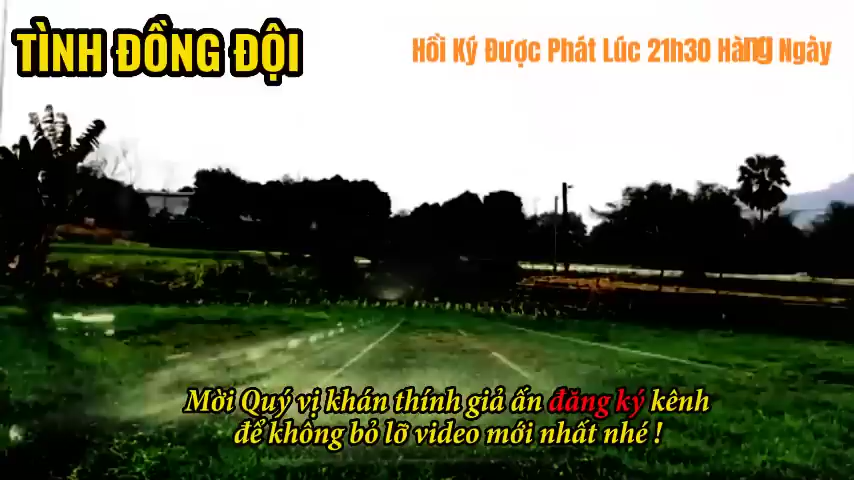 TÌNH ĐỒNG ĐỘI
Hồi Ký Được Phát Lúc 21h30 Hàng Ngày
Mời Quý vị khán thính giả ấn đăng ký kênh
để không bỏ lỡ video mới nhất nhé !